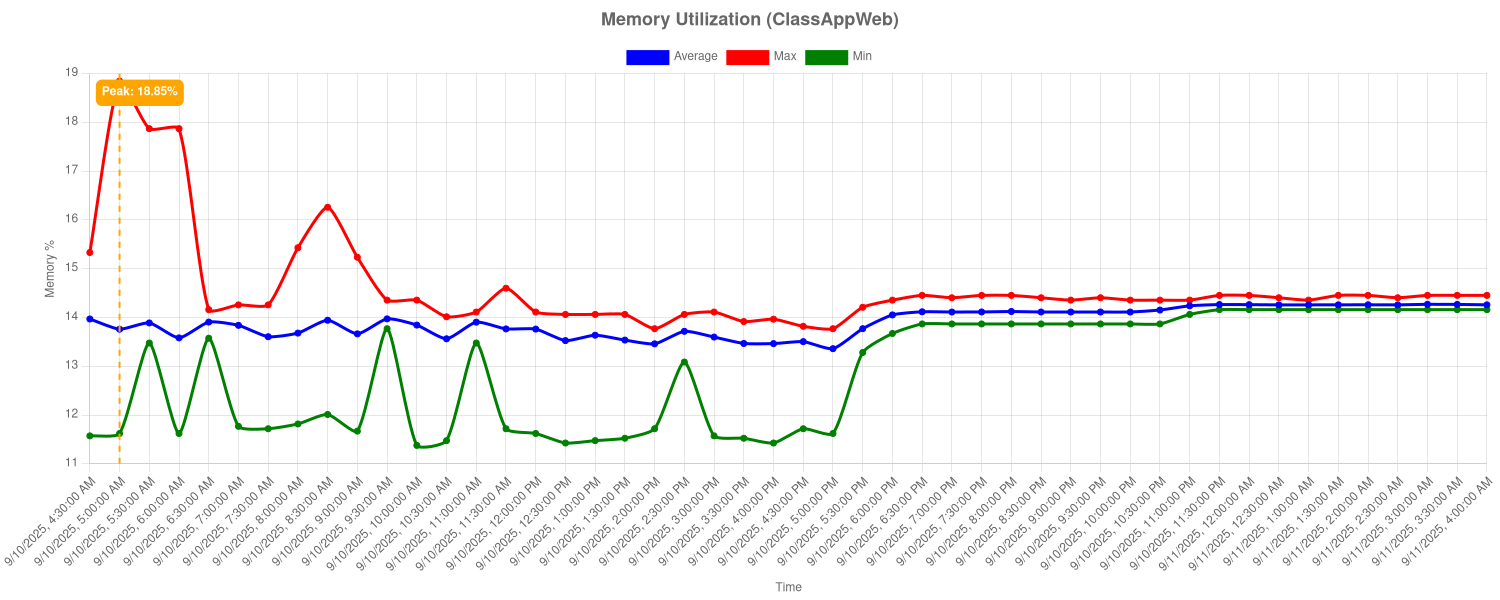 Memory Utilization (ClassAppWeb)
Average Max Min
Peak: 18.85%
19
18
17
16
15
14
13
12
11
Memory %
9/10/2025, 4:30:00 AM
9/10/2025, 5:00:00 AM
9/10/2025, 5:30:00 AM
9/10/2025, 6:00:00 AM
9/10/2025, 6:30:00 AM
9/10/2025, 7:00:00 AM
9/10/2025, 7:30:00 AM
9/10/2025, 8:00:00 AM
9/10/2025, 8:30:00 AM
9/10/2025, 9:00:00 AM
9/10/2025, 9:30:00 AM
9/10/2025, 10:00:00 AM
9/10/2025, 10:30:00 AM
9/10/2025, 11:00:00 AM
9/10/2025, 11:30:00 AM
9/10/2025, 12:00:00 PM
9/10/2025, 12:30:00 PM
9/10/2025, 1:00:00 PM
9/10/2025, 1:30:00 PM
9/10/2025, 2:00:00 PM
9/10/2025, 2:30:00 PM
9/10/2025, 3:00:00 PM
9/10/2025, 3:30:00 PM
9/10/2025, 4:00:00 PM
9/10/2025, 4:30:00 PM
9/10/2025, 5:00:00 PM
9/10/2025, 5:30:00 PM
9/10/2025, 6:00:00 PM
9/10/2025, 6:30:00 PM
9/10/2025, 7:00:00 PM
9/10/2025, 7:30:00 PM
9/10/2025, 8:00:00 PM
9/10/2025, 8:30:00 PM
9/10/2025, 9:00:00 PM
9/10/2025, 9:30:00 PM
9/10/2025, 10:00:00 PM
9/10/2025, 10:30:00 PM
9/10/2025, 11:00:00 PM
9/10/2025, 11:30:00 PM
9/11/2025, 12:00:00 AM
9/11/2025, 12:30:00 AM
9/11/2025, 1:00:00 AM
9/11/2025, 1:30:00 AM
9/11/2025, 2:00:00 AM
9/11/2025, 2:30:00 AM
9/11/2025, 3:00:00 AM
9/11/2025, 3:30:00 AM
9/11/2025, 4:00:00 AM
Time